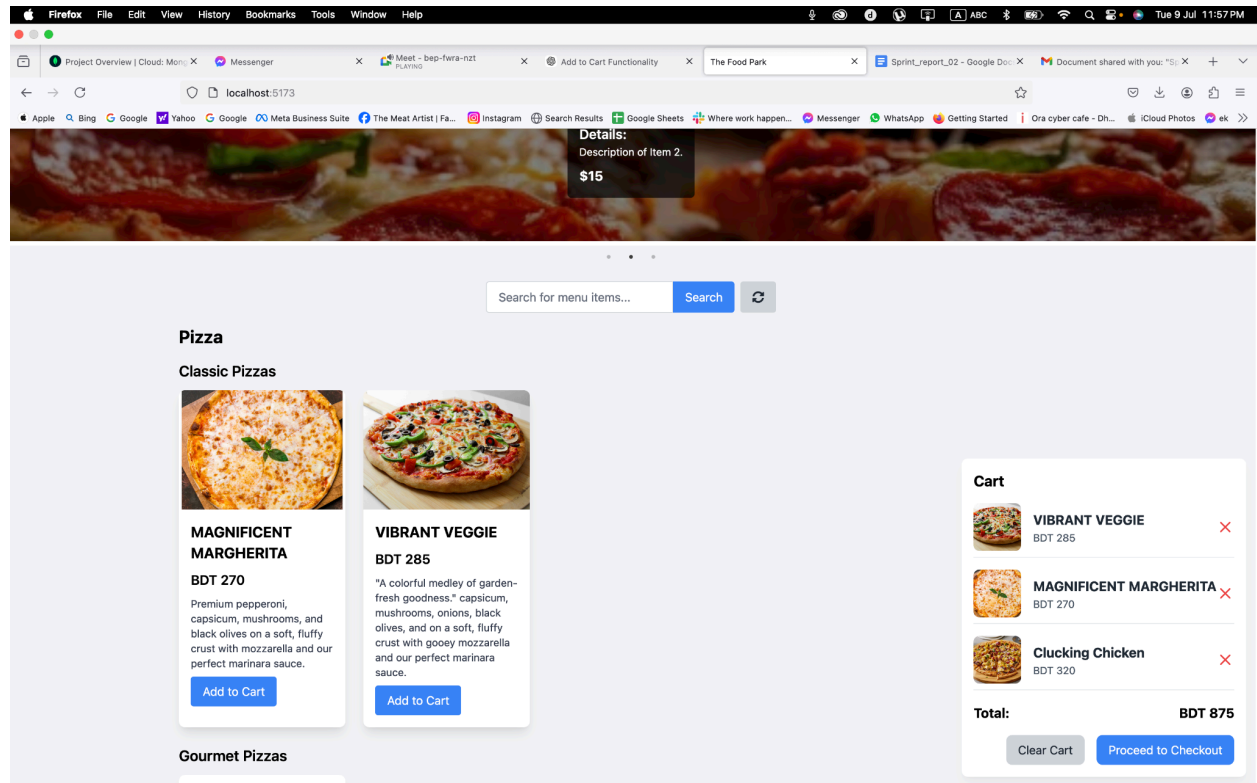 Firefox File Edit View History Bookmarks Tools Window Help
ABC Tue 9 Jul 11:57 PM
Project Overview | Cloud: Mong
Messenger
Meet - bep-fwra-nzt
PLAYING
Add to Cart Functionality
The Food Park
Sprint_report_02 - Google Doc
Document shared with you: "Sp
localhost:5173
Apple Bing Google Yahoo Google Meta Business Suite The Meat Artist | Fa... Instagram Search Results Google Sheets Where work happen... Messenger WhatsApp Getting Started Ora cyber cafe - Dh... iCloud Photos ek
Details:
Description of Item 2.
$15
Search for menu items...
Search
Pizza
Classic Pizzas
MAGNIFICENT
MARGHERITA
BDT 270
Premium pepperoni,
capsicum, mushrooms, and
black olives on a soft, fluffy
crust with mozzarella and our
perfect marinara sauce.
Add to Cart
VIBRANT VEGGIE
BDT 285
"A colorful medley of garden-
fresh goodness." capsicum,
mushrooms, onions, black
olives, and on a soft, fluffy
crust with gooey mozzarella
and our perfect marinara
sauce.
Add to Cart
Gourmet Pizzas
Cart
VIBRANT VEGGIE
BDT 285
MAGNIFICENT MARGHERITA
BDT 270
Clucking Chicken
BDT 320
Total: BDT 875
Clear Cart
Proceed to Checkout